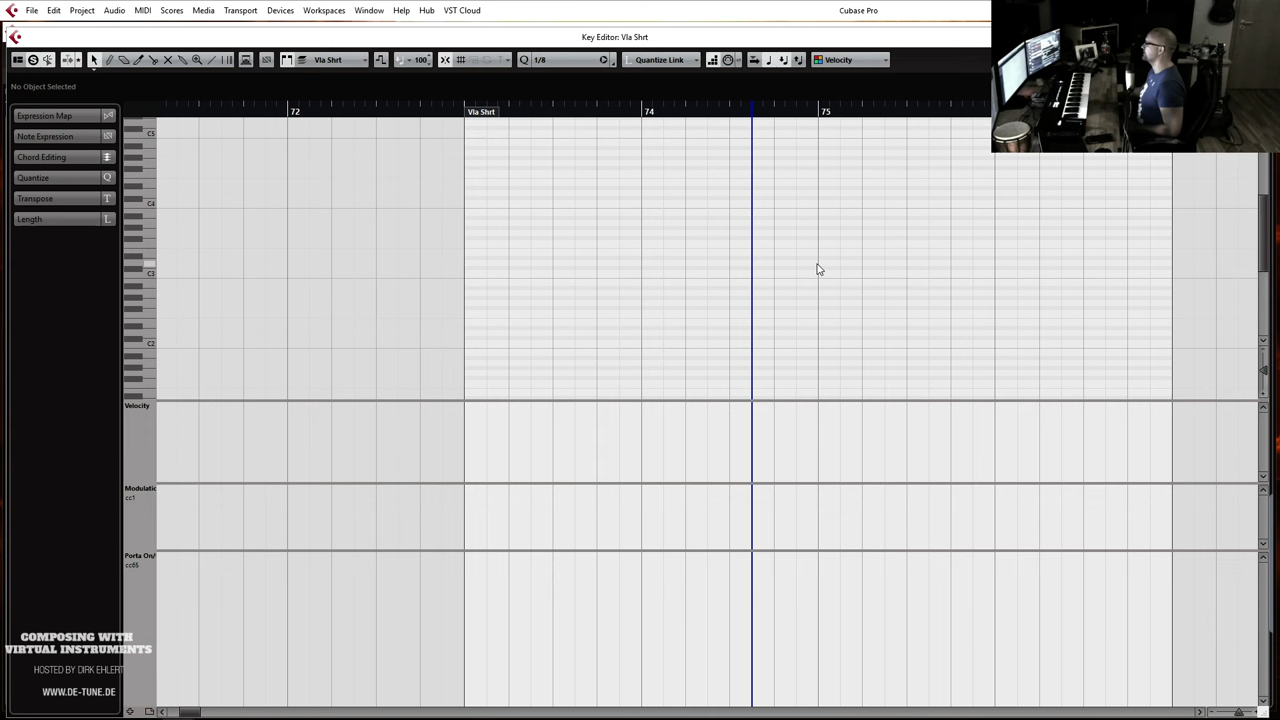 File Edit Project Audio MIDI Scores Media Transport Devices Workspaces Window Help Hub VST Cloud Cubase Pro
Key Editor: Vla Shrt
Vla Shrt 100 Q 1/8 Quantize Link Velocity
No Object Selected
Expression Map
Note Expression
Chord Editing
Quantize Q
Transpose T
Length L
72 Vla Shrt 74 75
C5
C4
C3
C2
Velocity
Modulatic
cc1
Porta On/
cc65
COMPOSING WITH
VIRTUAL INSTRUMENTS
HOSTED BY DIRK EHLERT
WWW.DE-TUNE.DE